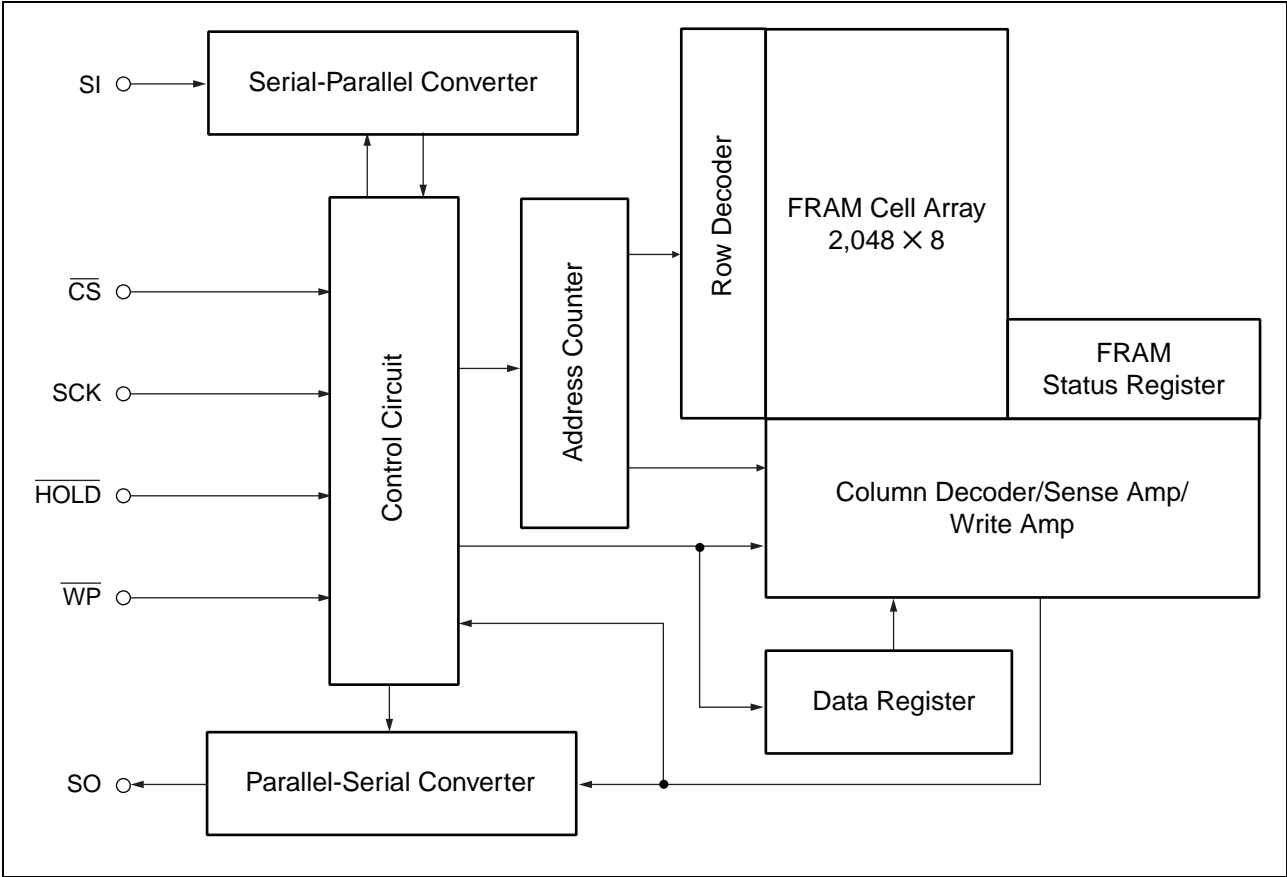 SI
Serial-Parallel Converter
CS
SCK
HOLD
WP
Control Circuit
Address Counter
Row Decoder
FRAM Cell Array
2,048 × 8
FRAM
Status Register
Column Decoder/Sense Amp/
Write Amp
Data Register
SO
Parallel-Serial Converter